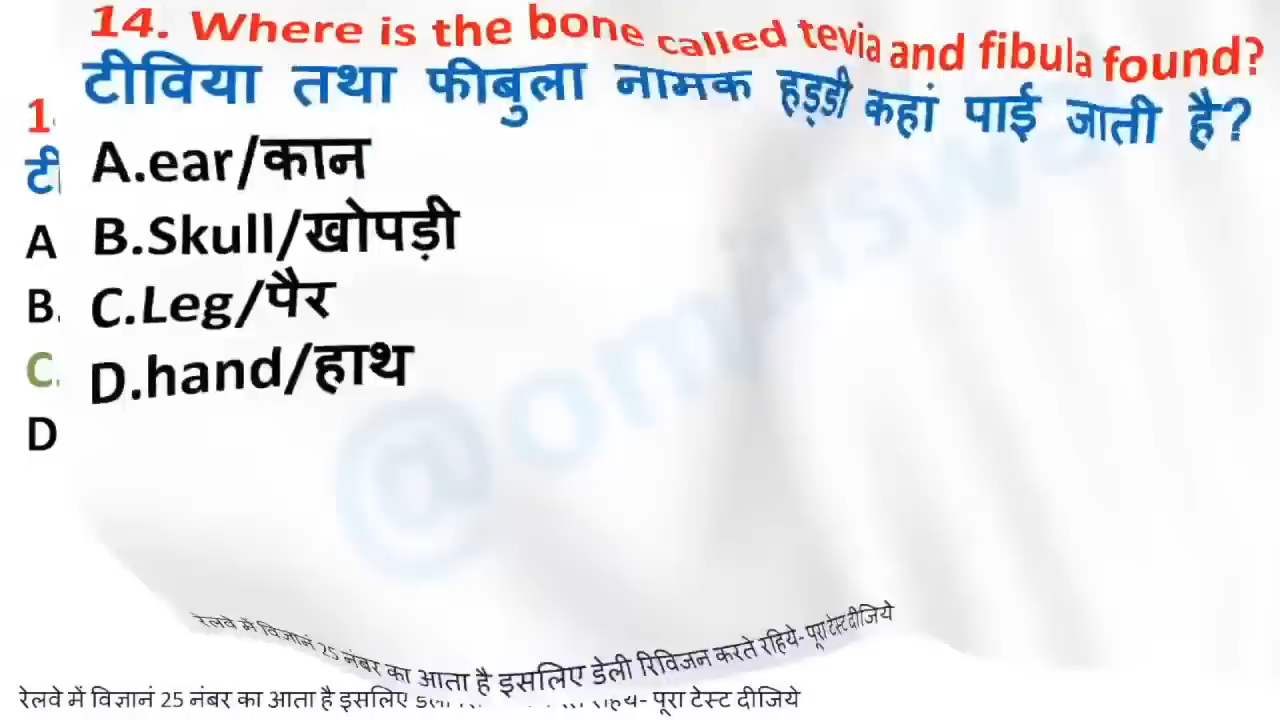 14. Where is the bone called tevia and fibula found?
टीविया तथा फीबुला नामक हड्डी कहां पाई जाती है?
A.ear/कान
B.Skull/खोपड़ी
C.Leg/पैर
D.hand/हाथ
1.
टी
A
B.
C.
D
रेलवे में विज्ञानं 25 नंबर का आता है इसलिए डेली रिविजन करते रहिये- पूरा टेस्ट दीजिये
रेलवे में विज्ञानं 25 नंबर का आता है इसलिए पूरा टेस्ट दीजिये